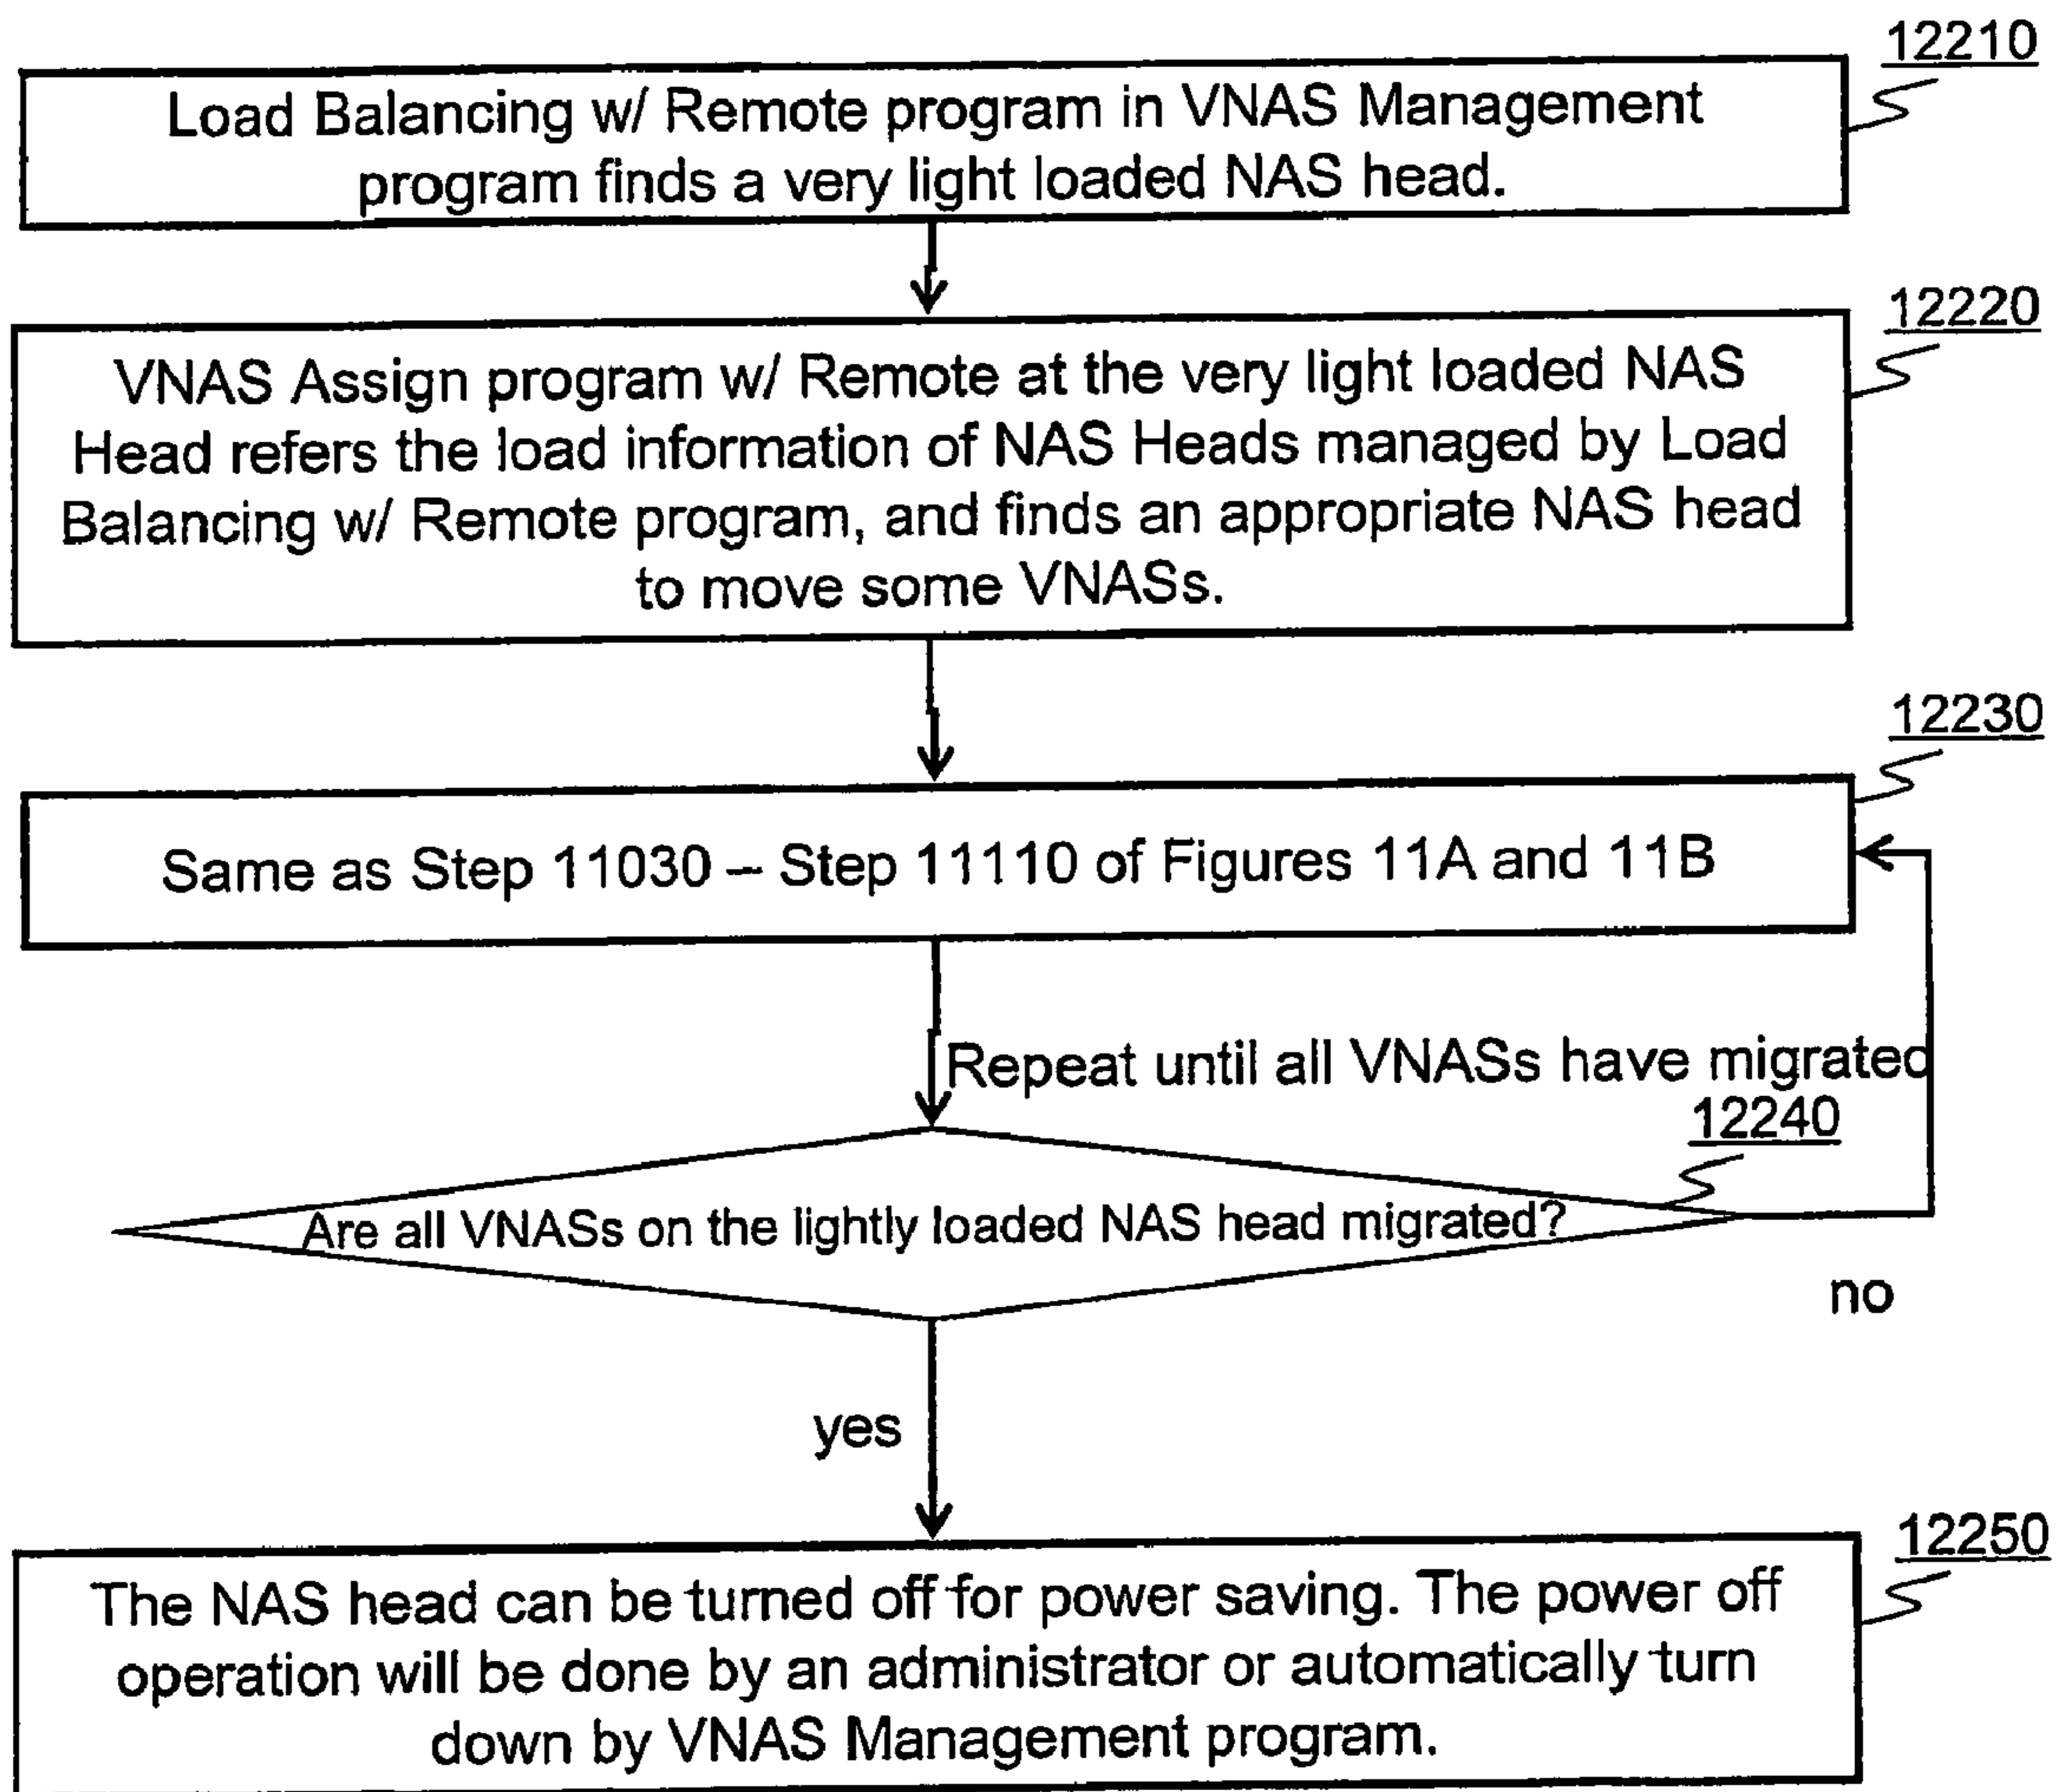 12210
Load Balancing w/ Remote program in VNAS Management
program finds a very light loaded NAS head.
12220
VNAS Assign program w/ Remote at the very light loaded NAS
Head refers the load information of NAS Heads managed by Load
Balancing w/ Remote program, and finds an appropriate NAS head
to move some VNASs.
12230
Same as Step 11030 – Step 11110 of Figures 11A and 11B
Repeat until all VNASs have migrated
12240
Are all VNASs on the lightly loaded NAS head migrated?
no
yes
12250
The NAS head can be turned off for power saving. The power off
operation will be done by an administrator or automatically turn
down by VNAS Management program.